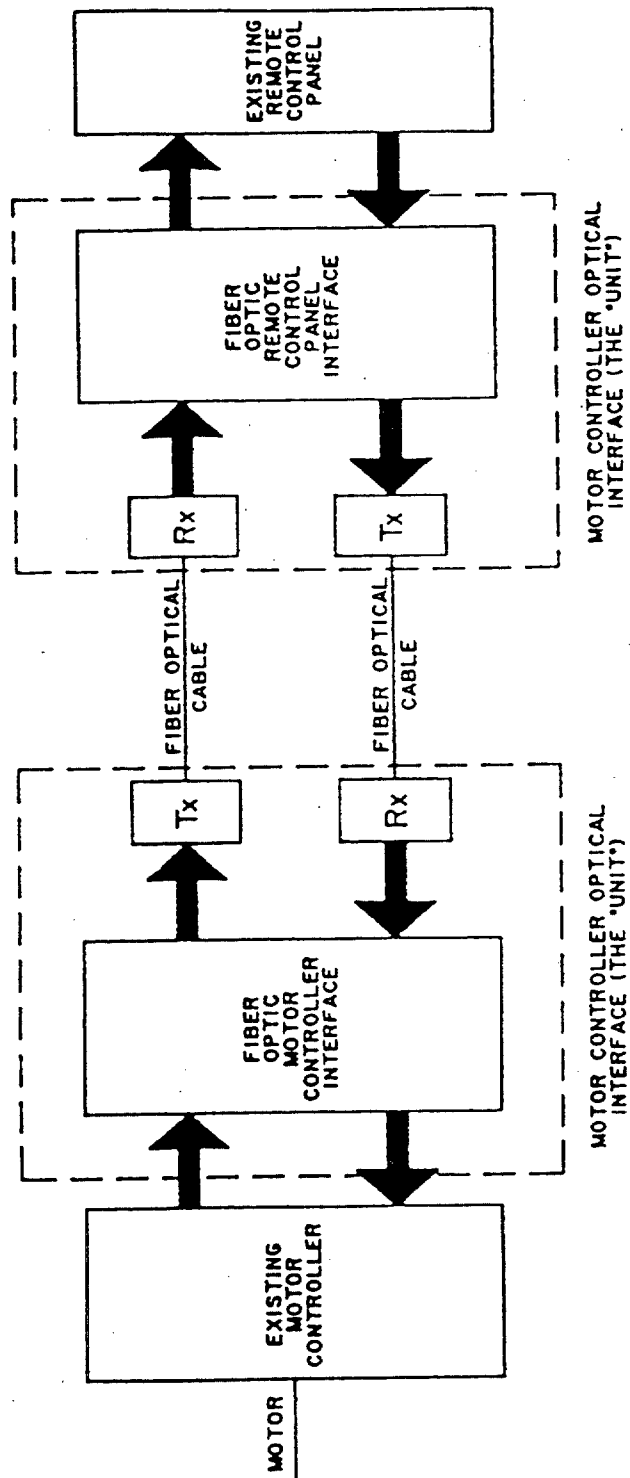 MOTOR
EXISTING
MOTOR
CONTROLLER
FIBER
OPTIC
MOTOR
CONTROLLER
INTERFACE
Tx
Rx
MOTOR CONTROLLER OPTICAL
INTERFACE (THE "UNIT")
FIBER OPTICAL
CABLE
FIBER OPTICAL
CABLE
Rx
Tx
FIBER
OPTIC
REMOTE
CONTROL
PANEL
INTERFACE
MOTOR CONTROLLER OPTICAL
INTERFACE (THE "UNIT")
EXISTING
REMOTE
CONTROL
PANEL